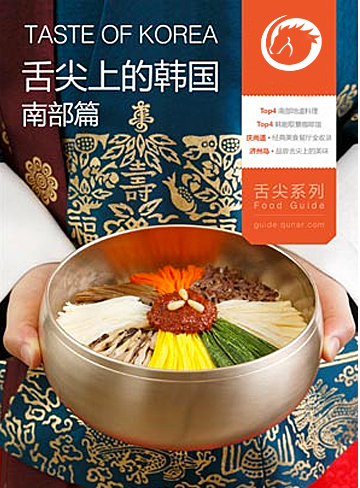 TASTE OF KOREA
舌尖上的韩国
南部篇
Top4 南部地道料理
Top4 韩剧取景咖啡馆
庆尚道·经典美食餐厅全收录
济州岛·品尝舌尖上的美味
舌尖系列
Food Guide
guide.qunar.com